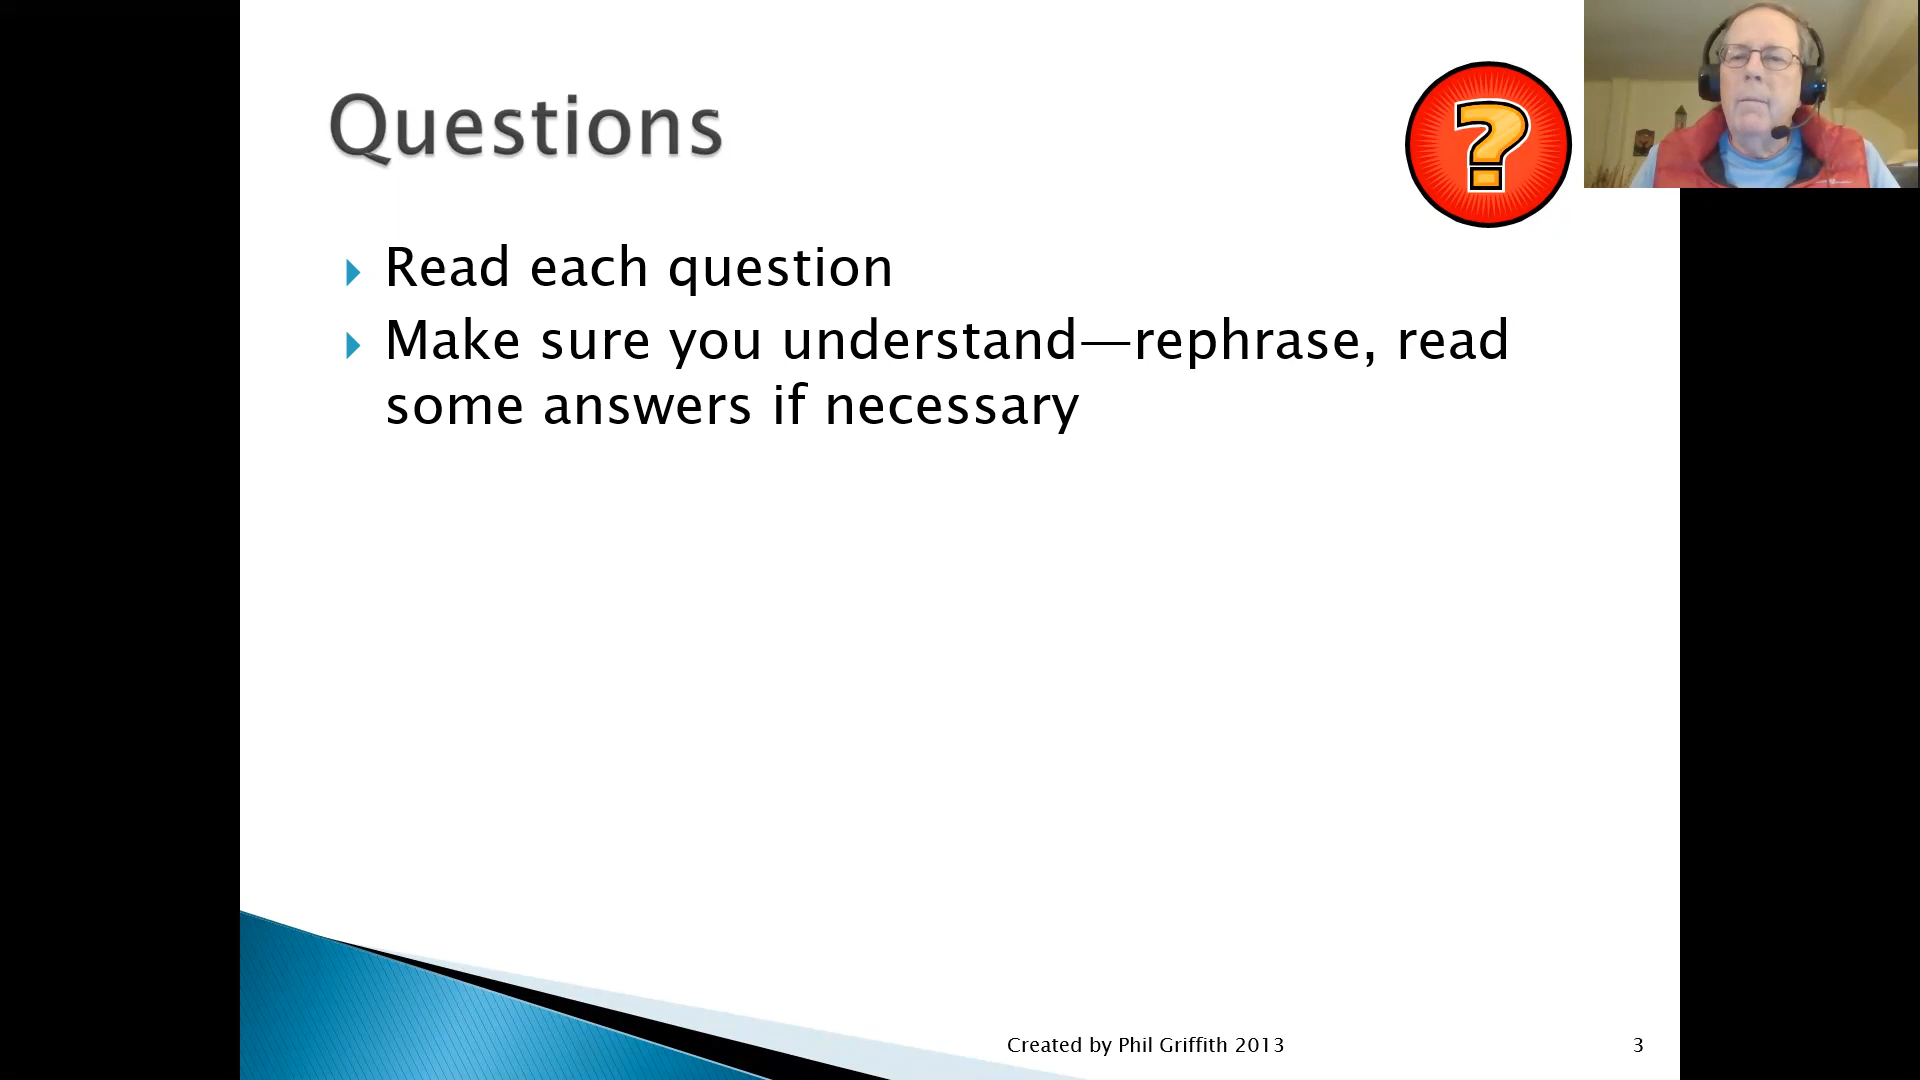 Questions
Read each question
Make sure you understand—rephrase, read
some answers if necessary
Created by Phil Griffith 2013
3